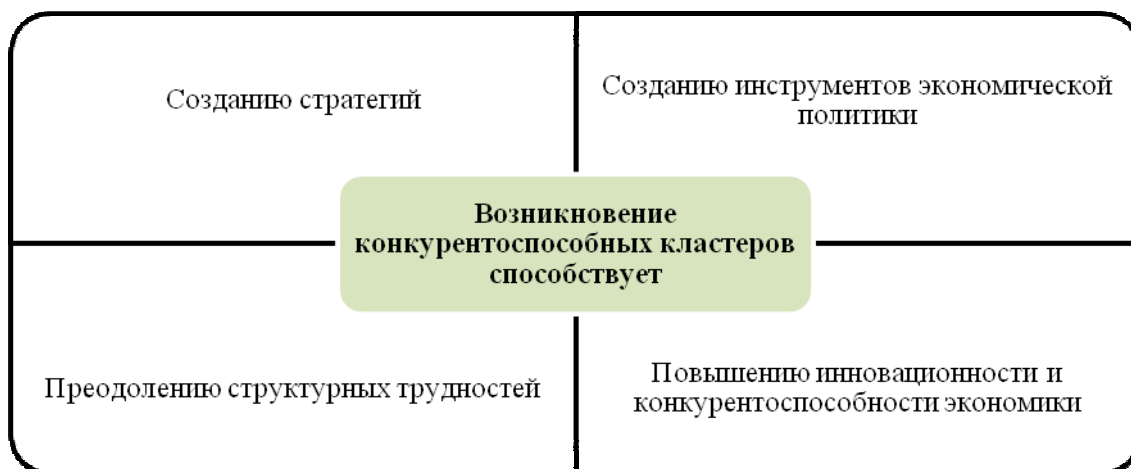 Созданию стратегий
Созданию инструментов экономической
политики
Возникновение
конкурентоспособных кластеров
способствует
Преодолению структурных трудностей
Повышению инновационности и
конкурентоспособности экономики